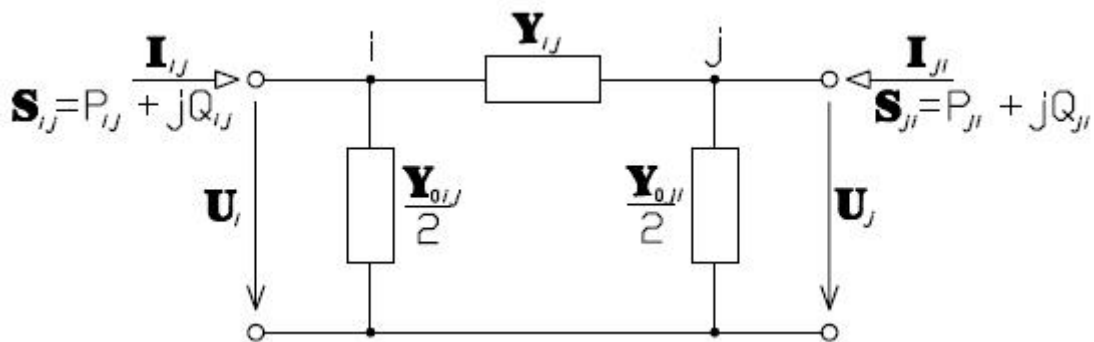 i Y_ij j
I_ij I_ji
S_ij=P_ij + jQ_ij S_ji=P_ji + jQ_ji
U_i Y_0ij/2 Y_0ji/2 U_j